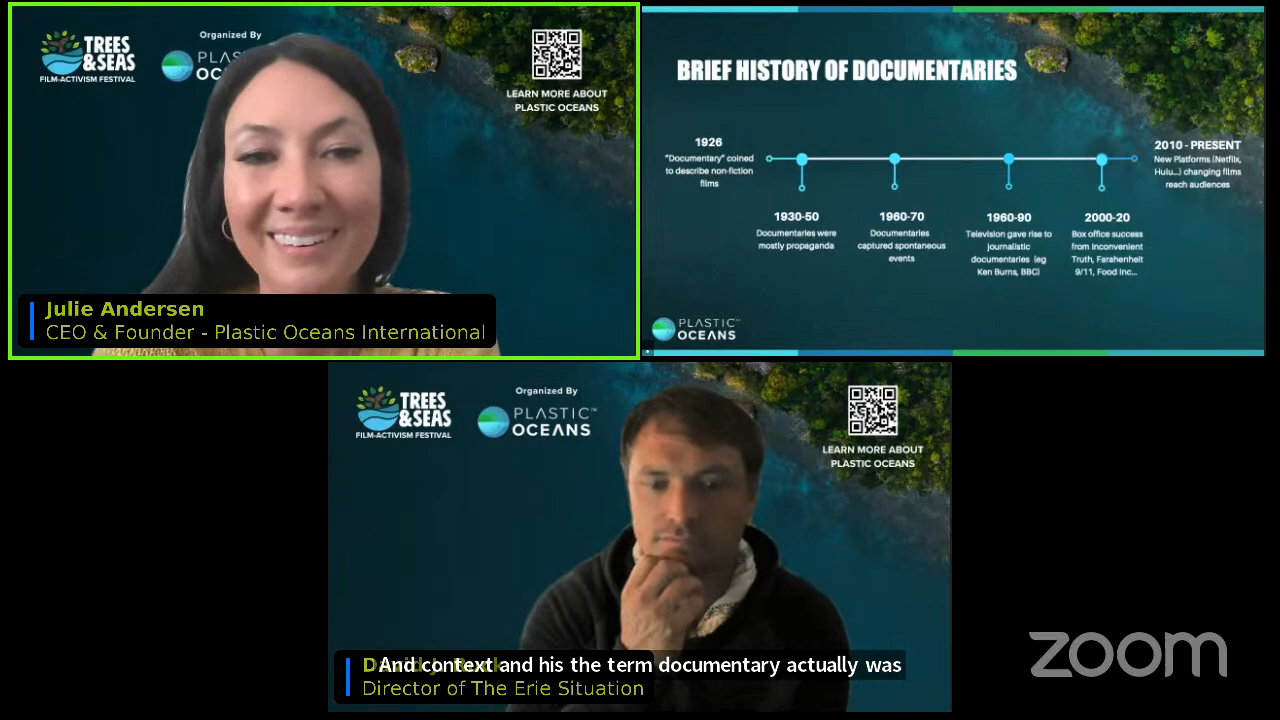 TREES
& SEAS
FILM-ACTIVISM FESTIVAL
Organized By
PLAS
OC
LEARN MORE ABOUT
PLASTIC OCEANS
Julie Andersen
CEO & Founder - Plastic Oceans International
BRIEF HISTORY OF DOCUMENTARIES
1926
"Documentary" coined
to describe non-fiction
films
1930-50
Documentaries were
mostly propaganda
1960-70
Documentaries
captured spontaneous
events
1960-90
Television gave rise to
journalistic
documentaries (eg
Ken Burns, BBC)
2000-20
Box office success
from Inconvenient
Truth, Farahenheit
9/11, Food Inc...
2010 - PRESENT
New Platforms (Netflix,
Hulu...) changing films
reach audiences
PLASTIC™
OCEANS
TREES
& SEAS
FILM-ACTIVISM FESTIVAL
Organized By
PLASTIC™
OCEANS
LEARN MORE ABOUT
PLASTIC OCEANS
And context and his the term documentary actually was
Director of The Erie Situation
zoom